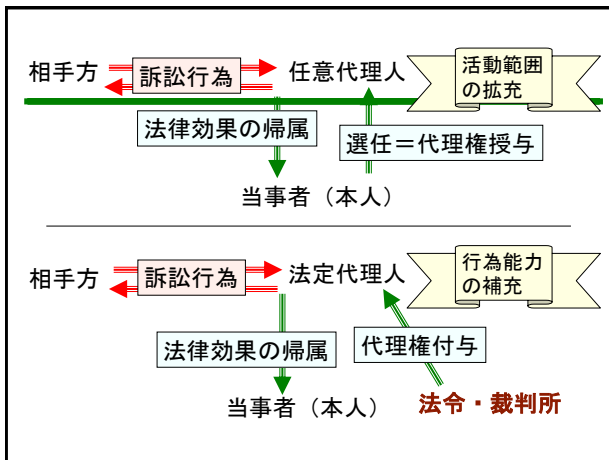 相手方
訴訟行為
任意代理人
活動範囲
の拡充
法律効果の帰属
選任＝代理権授与
当事者（本人）
相手方
訴訟行為
法定代理人
行為能力
の補充
法律効果の帰属
代理権付与
当事者（本人）
法令・裁判所